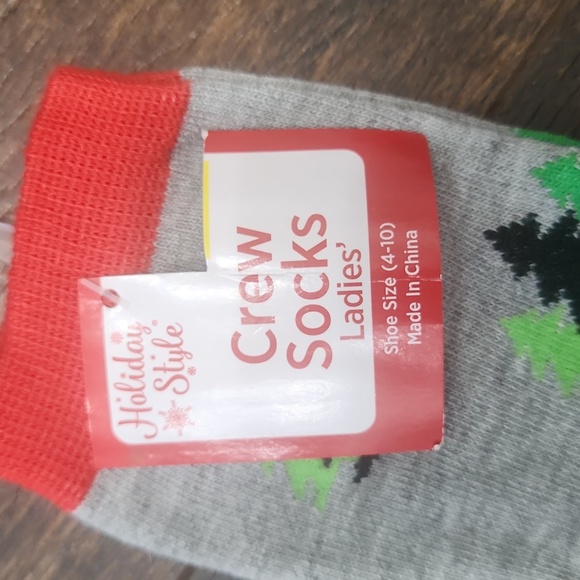 Holiday
Style
Crew
Socks
Ladies'
Shoe Size (4-10)
Made In China